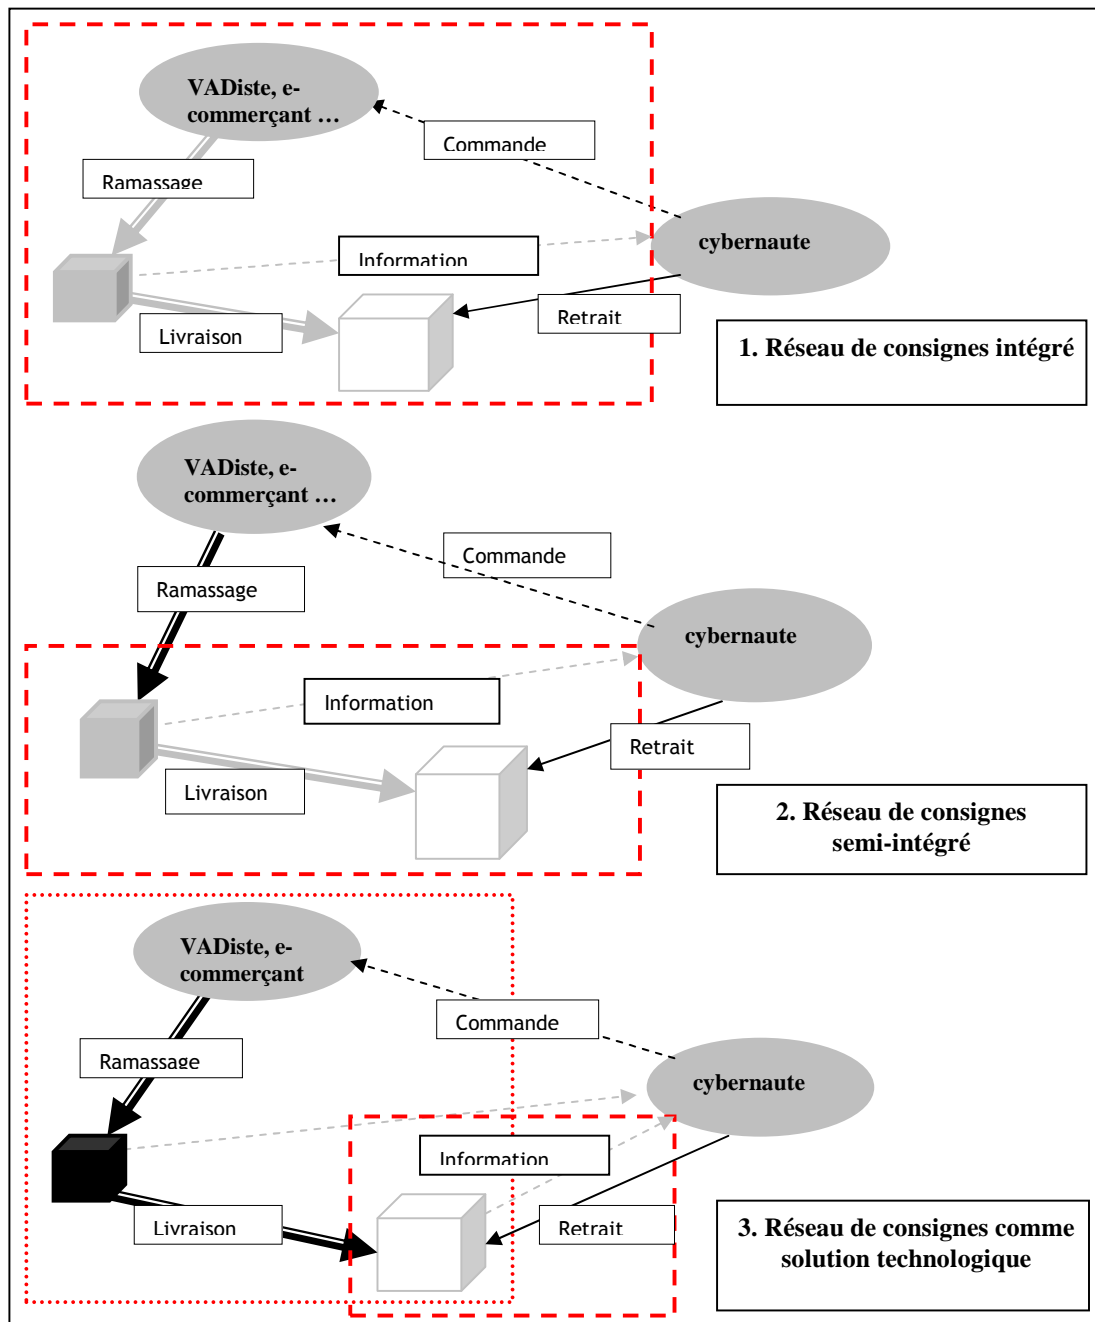 VADiste, e-
commerçant …
Commande
Ramassage
cybernaute
Information
Retrait
Livraison
1. Réseau de consignes intégré
VADiste, e-
commerçant …
Commande
Ramassage
cybernaute
Information
Retrait
Livraison
2. Réseau de consignes
semi-intégré
VADiste, e-
commerçant
Commande
Ramassage
cybernaute
Information
Livraison
Retrait
3. Réseau de consignes comme
solution technologique